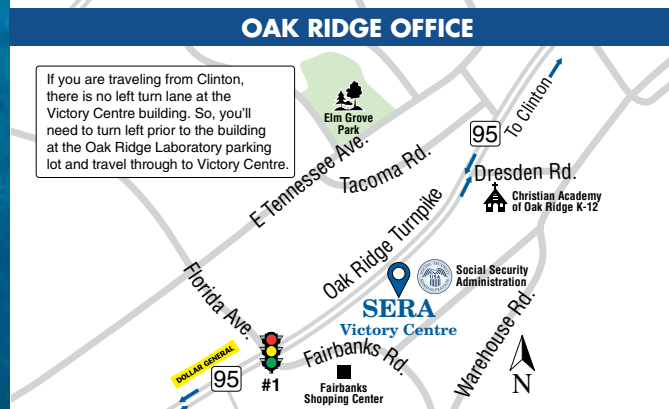 OAK RIDGE OFFICE
If you are traveling from Clinton,
there is no left turn lane at the
Victory Centre building. So, you'll
need to turn left prior to the building
at the Oak Ridge Laboratory parking
lot and travel through to Victory Centre.
Elm Grove
Park
To Clinton
95
E Tennessee Ave.
Tacoma Rd.
Dresden Rd.
Christian Academy
of Oak Ridge K-12
Oak Ridge Turnpike
Florida Ave.
Social Security
Administration
SERA
Victory Centre
Warehouse Rd.
Fairbanks Rd.
DOLLAR GENERAL
95
#1
Fairbanks
Shopping Center
N